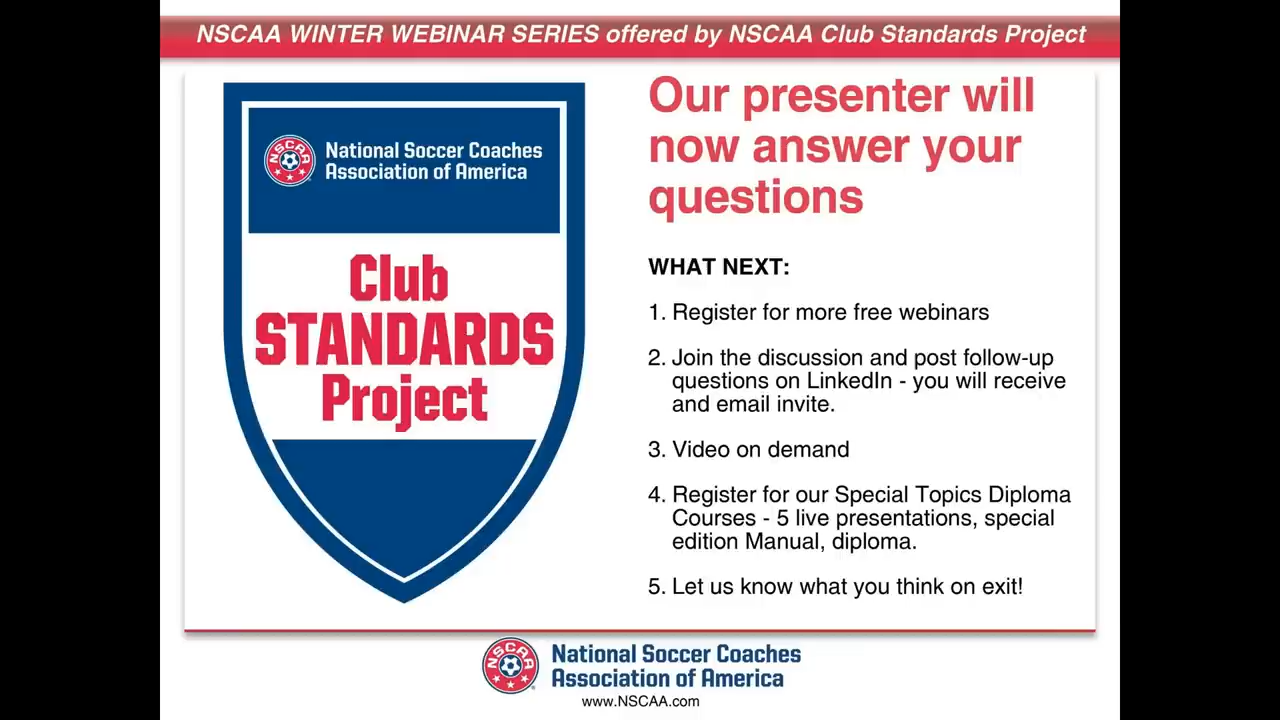 NSCAA WINTER WEBINAR SERIES offered by NSCAA Club Standards Project
NSCAA
National Soccer Coaches
Association of America
Club
STANDARDS
Project
Our presenter will
now answer your
questions
WHAT NEXT:
1. Register for more free webinars
2. Join the discussion and post follow-up
questions on LinkedIn - you will receive
and email invite.
3. Video on demand
4. Register for our Special Topics Diploma
Courses - 5 live presentations, special
edition Manual, diploma.
5. Let us know what you think on exit!
NSCAA
National Soccer Coaches
Association of America
www.NSCAA.com